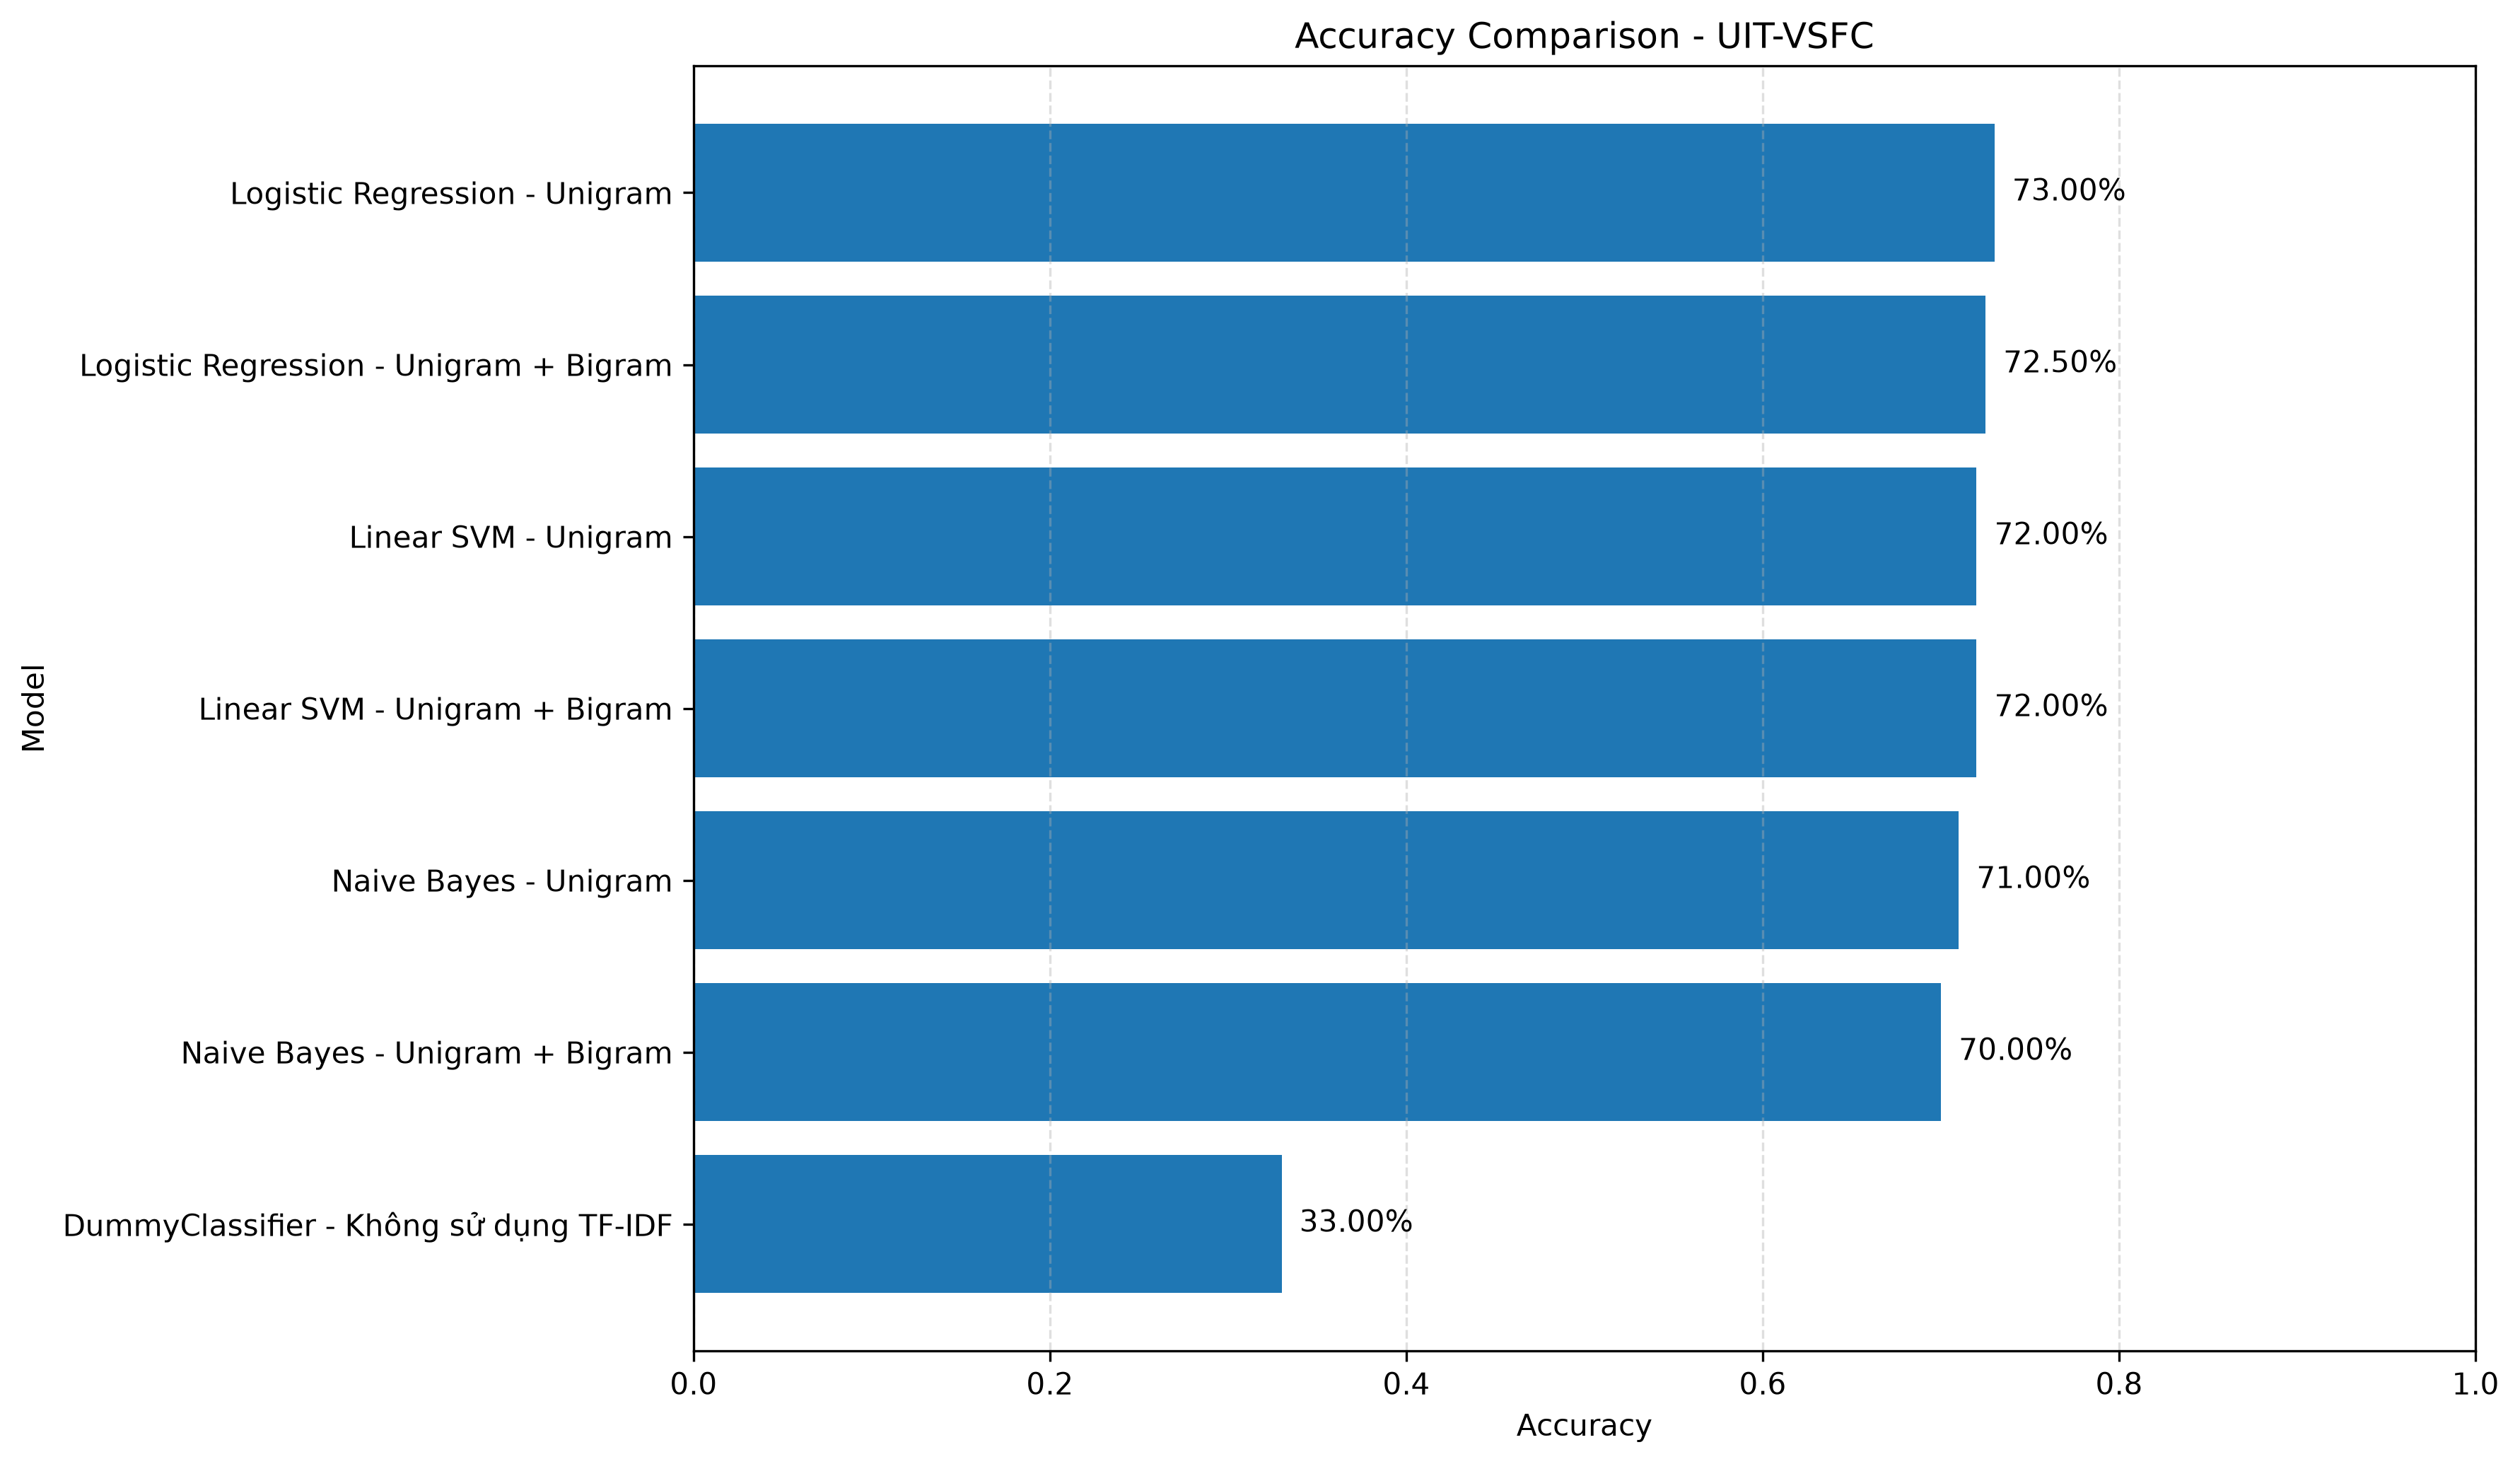 Accuracy Comparison - UIT-VSFC
Logistic Regression - Unigram
73.00%
Logistic Regression - Unigram + Bigram
72.50%
Linear SVM - Unigram
72.00%
Linear SVM - Unigram + Bigram
72.00%
Naive Bayes - Unigram
71.00%
Naive Bayes - Unigram + Bigram
70.00%
DummyClassifier - Không sử dụng TF-IDF
33.00%
Model
0.0 0.2 0.4 0.6 0.8 1.0
Accuracy